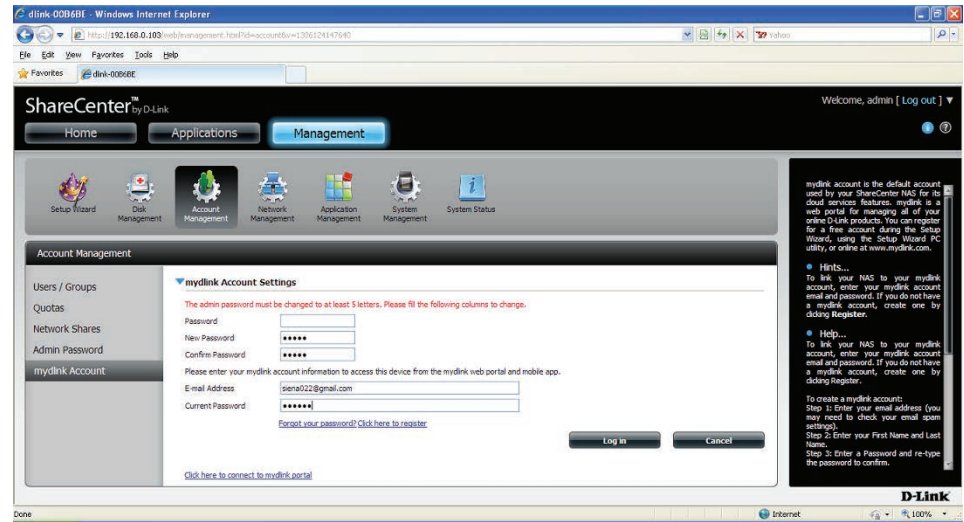 dlink-00B6BE - Windows Internet Explorer
http://192.168.0.103/web/management.html?id=account&v=1306124147640
Yahoo
File Edit View Favorites Tools Help
Favorites dlink-00B6BE
ShareCenter™ by D-Link
Welcome, admin [ Log out ]
Home Applications Management
Setup Wizard
Disk Management
Account Management
Network Management
Application Management
System Management
System Status
Account Management
Users / Groups
Quotas
Network Shares
Admin Password
mydlink Account
mydlink Account Settings
The admin password must be changed to at least 5 letters. Please fill the following columns to change.
Password
New Password •••••
Confirm Password •••••
Please enter your mydlink account information to access this device from the mydlink web portal and mobile app.
E-mail Address siena022@gmail.com
Current Password ••••••
Forgot your password? Click here to register
Log in Cancel
Click here to connect to mydlink portal
mydlink account is the default account
used by your ShareCenter NAS for its
cloud services features. mydlink is a
web portal for managing all of your
online D-Link products. You can register
for a free account during the Setup
Wizard, using the Setup Wizard PC
utility, or online at www.mydlink.com.
Hints...
To link your NAS to your mydlink
account, enter your mydlink account
email and password. If you do not have
a mydlink account, create one by
clicking Register.
Help...
To link your NAS to your mydlink
account, enter your mydlink account
email and password. If you do not have
a mydlink account, create one by
clicking Register.
To create a mydlink account:
Step 1: Enter your email address (you
may need to check your email spam
settings).
Step 2: Enter your First Name and Last
Name.
Step 3: Enter a Password and re-type
the password to confirm.
D-Link
Done
Internet
100%